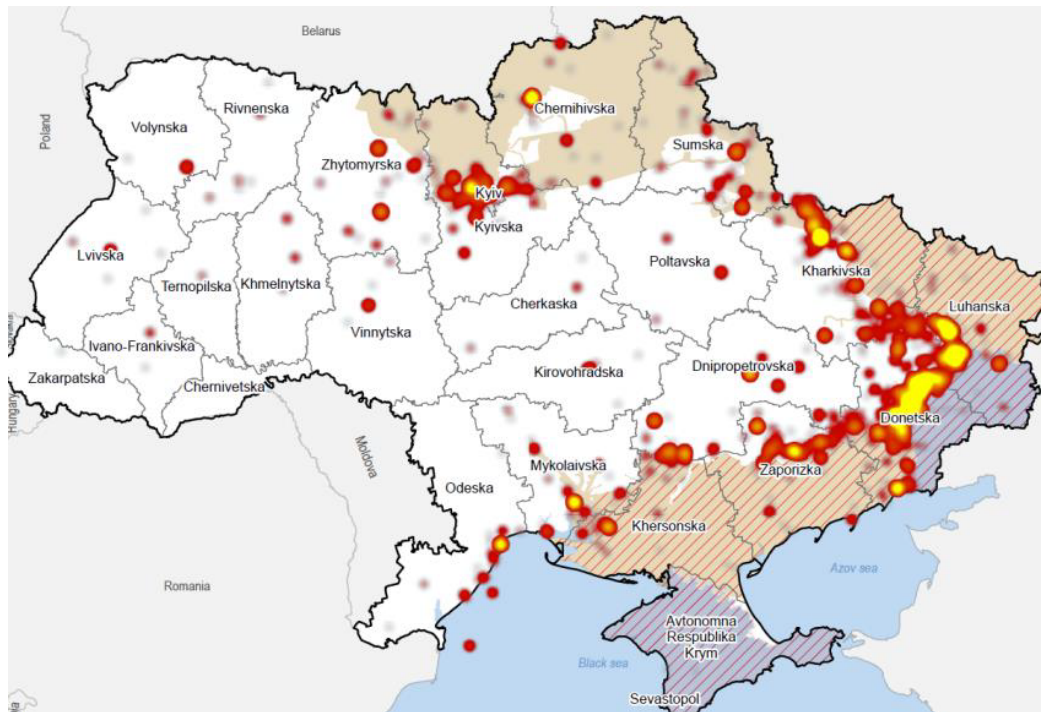 Belarus
Poland
Volynska
Rivnenska
Zhytomyrska
Chernihivska
Sumska
Kyiv
Kyivska
Lvivska
Ternopilska
Khmelnytska
Poltavska
Kharkivska
Luhanska
Cherkaska
Vinnytska
Ivano-Frankivska
Zakarpatska
Chernivetska
Kirovohradska
Dnipropetrovska
Donetska
Hungary
Moldova
Odeska
Mykolaivska
Zaporizka
Khersonska
Romania
Azov sea
Avtonomna
Respublika
Krym
Black sea
Sevastopol